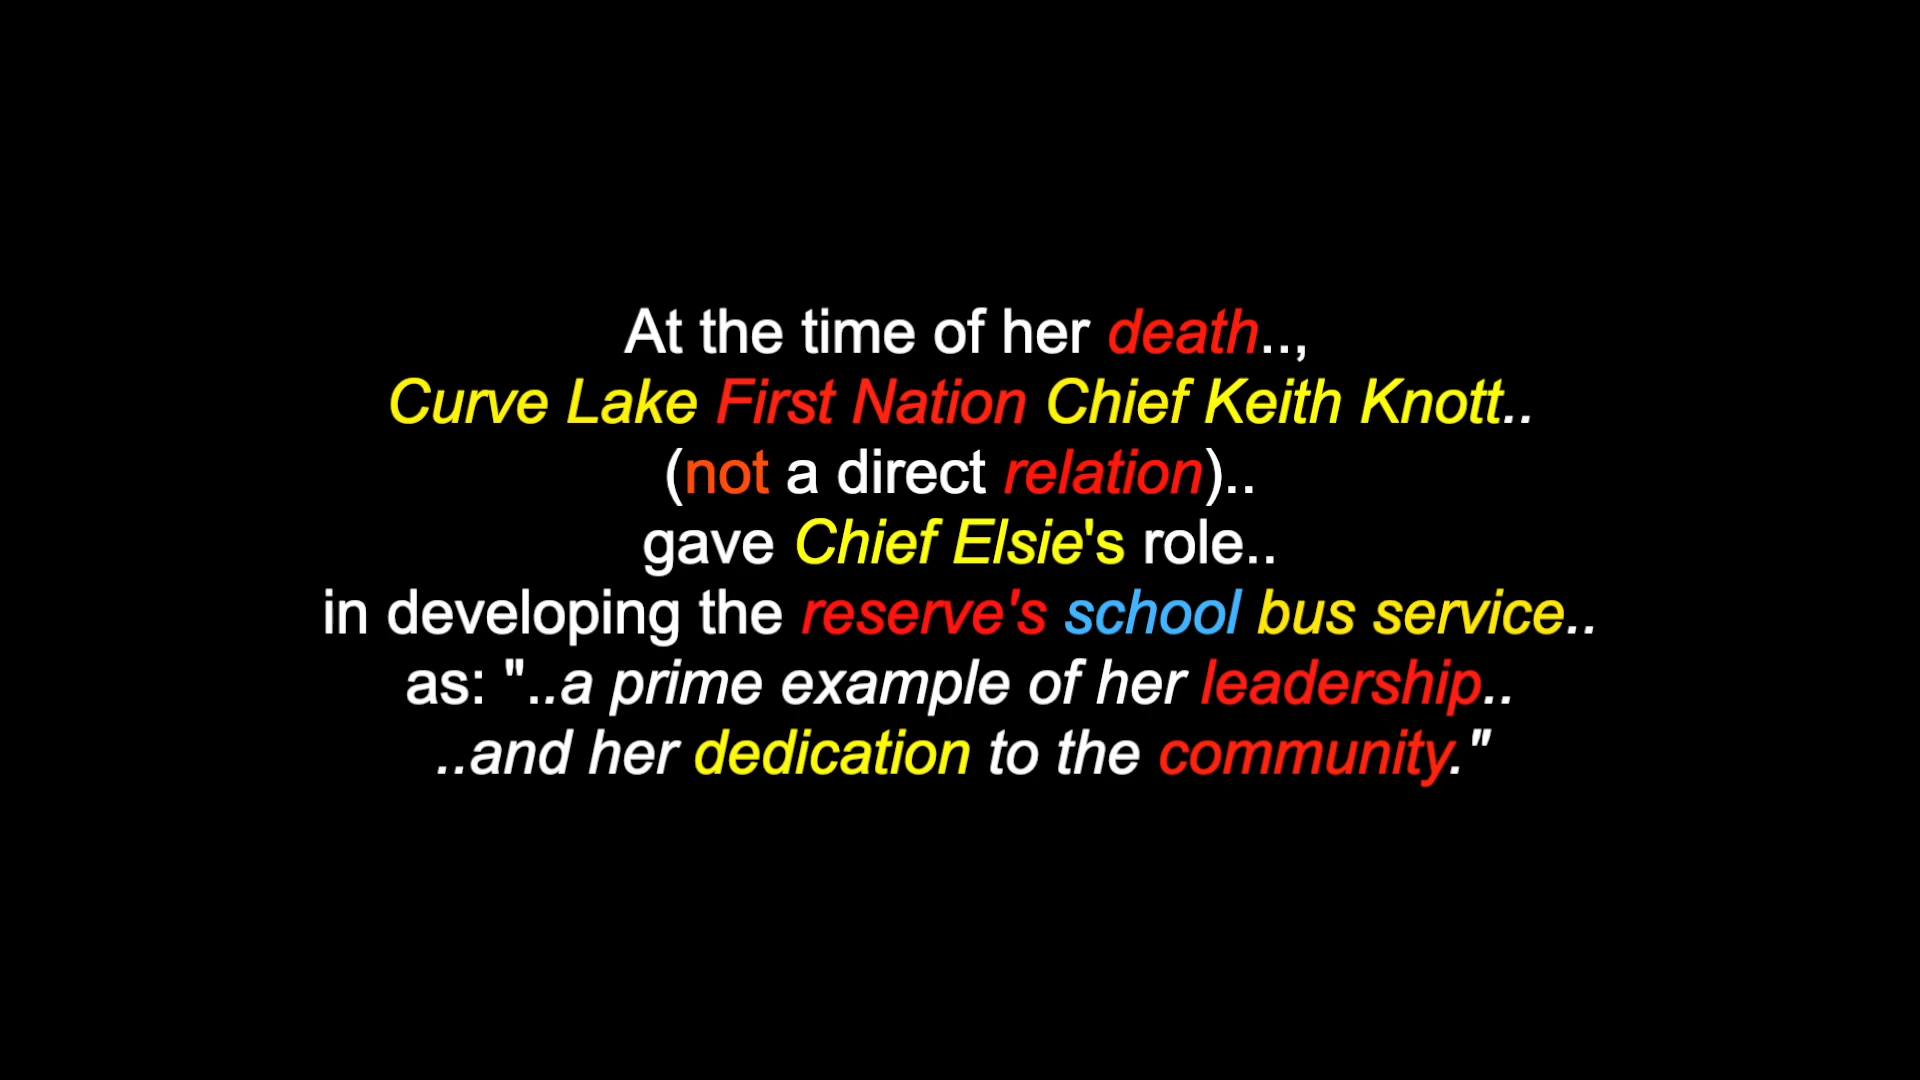 At the time of her death..,
Curve Lake First Nation Chief Keith Knott..
(not a direct relation)..
gave Chief Elsie's role..
in developing the reserve's school bus service..
as: "..a prime example of her leadership..
..and her dedication to the community."